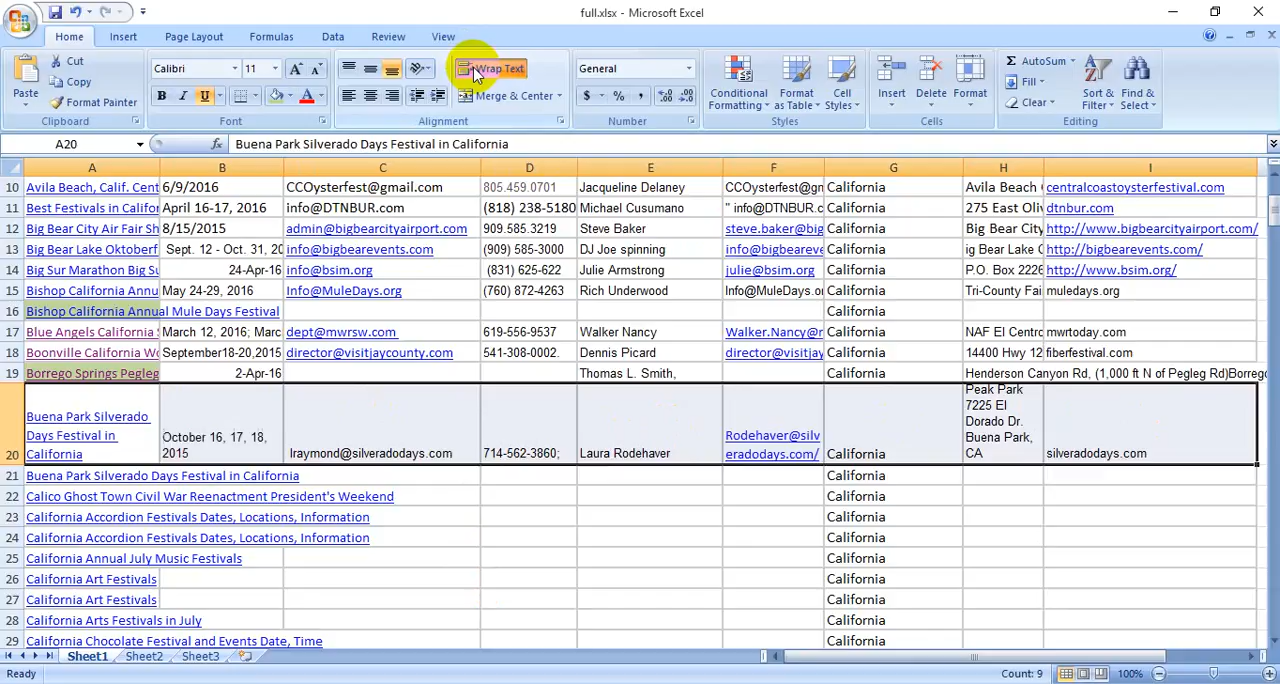 full.xlsx - Microsoft Excel
Home Insert Page Layout Formulas Data Review View
Cut
Copy
Format Painter
Paste
Clipboard
Calibri 11
B I U
Font
Wrap Text
Merge & Center
Alignment
General
$ % ,
Number
Conditional Formatting
Format as Table
Cell Styles
Styles
Insert Delete Format
Cells
AutoSum
Fill
Clear
Sort & Filter
Find & Select
Editing
A20 fx Buena Park Silverado Days Festival in California
A B C D E F G H I
10 Avila Beach, Calif. Cent 6/9/2016 CCOysterfest@gmail.com 805.459.0701 Jacqueline Delaney CCOysterfest@gm California Avila Beach centralcoastoysterfestival.com
11 Best Festivals in Califor April 16-17, 2016 info@DTNBUR.com (818) 238-5180 Michael Cusumano " info@DTNBUR.c California 275 East Oliv dtnbur.com
12 Big Bear City Air Fair Sh 8/15/2015 admin@bigbearcityairport.com 909.585.3219 Steve Baker steve.baker@big California Big Bear City http://www.bigbearcityairport.com/
13 Big Bear Lake Oktoberf Sept. 12 - Oct. 31, 20 info@bigbearevents.com (909) 585-3000 DJ Joe spinning info@bigbeareve California ig Bear Lake C http://bigbearevents.com/
14 Big Sur Marathon Big Su 24-Apr-16 info@bsim.org (831) 625-622 Julie Armstrong julie@bsim.org California P.O. Box 2226 http://www.bsim.org/
15 Bishop California Annu May 24-29, 2016 Info@MuleDays.org (760) 872-4263 Rich Underwood Info@MuleDays.o California Tri-County Fai muledays.org
16 Bishop California Annual Mule Days Festival California
17 Blue Angels California S March 12, 2016; Marc dept@mwrsw.com 619-556-9537 Walker Nancy Walker.Nancy@r California NAF El Centro mwrtoday.com
18 Boonville California Wo September18-20,2015 director@visitjaycounty.com 541-308-0002. Dennis Picard director@visitjay California 14400 Hwy 12 fiberfestival.com
19 Borrego Springs Pegleg 2-Apr-16 Thomas L. Smith, California Henderson Canyon Rd, (1,000 ft N of Pegleg Rd)Borrego
20 Buena Park Silverado
Days Festival in
California
October 16, 17, 18,
2015
lraymond@silveradodays.com
714-562-3860;
Laura Rodehaver
Rodehaver@silv
eradodays.com/
California
Peak Park
7225 El
Dorado Dr.
Buena Park,
CA
silveradodays.com
21 Buena Park Silverado Days Festival in California California
22 Calico Ghost Town Civil War Reenactment President's Weekend California
23 California Accordion Festivals Dates, Locations, Information California
24 California Accordion Festivals Dates, Locations, Information California
25 California Annual July Music Festivals California
26 California Art Festivals California
27 California Art Festivals California
28 California Arts Festivals in July California
29 California Chocolate Festival and Events Date, Time California
Sheet1 Sheet2 Sheet3
Ready Count: 9 100%